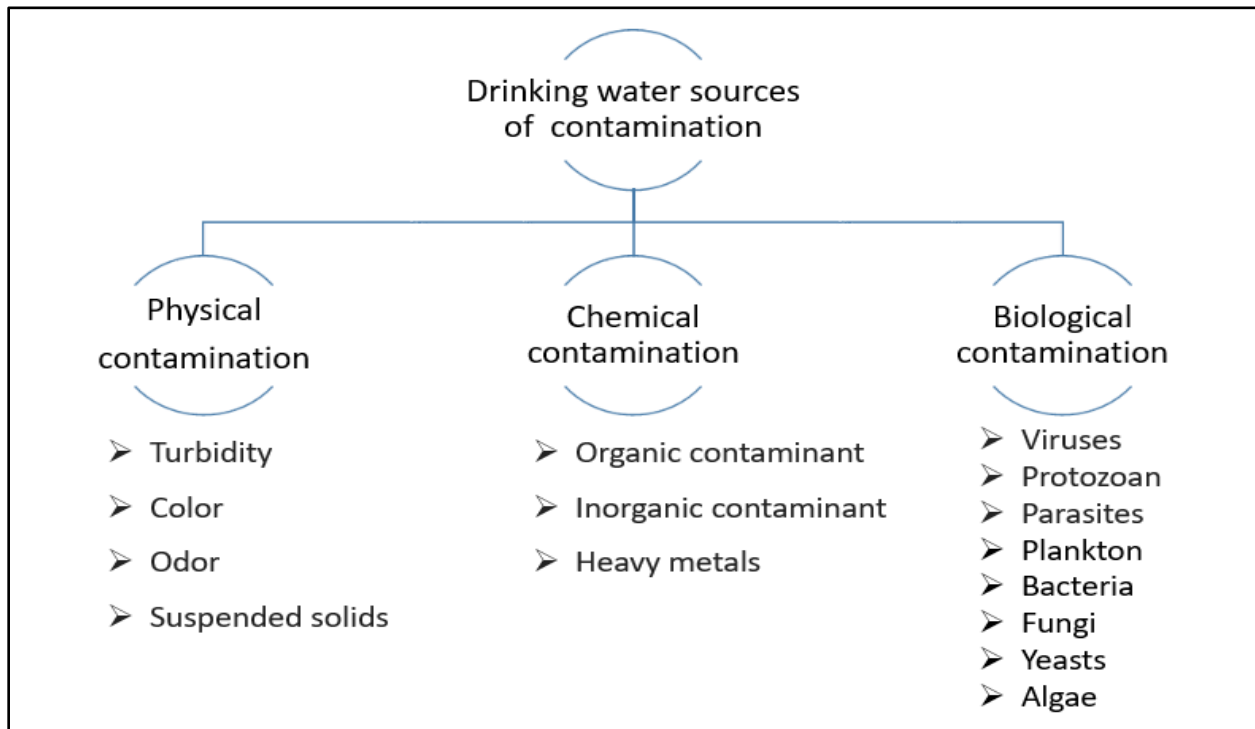 Drinking water sources
of contamination
Physical
contamination
➢ Turbidity
➢ Color
➢ Odor
➢ Suspended solids
Chemical
contamination
➢ Organic contaminant
➢ Inorganic contaminant
➢ Heavy metals
Biological
contamination
➢ Viruses
➢ Protozoan
➢ Parasites
➢ Plankton
➢ Bacteria
➢ Fungi
➢ Yeasts
➢ Algae